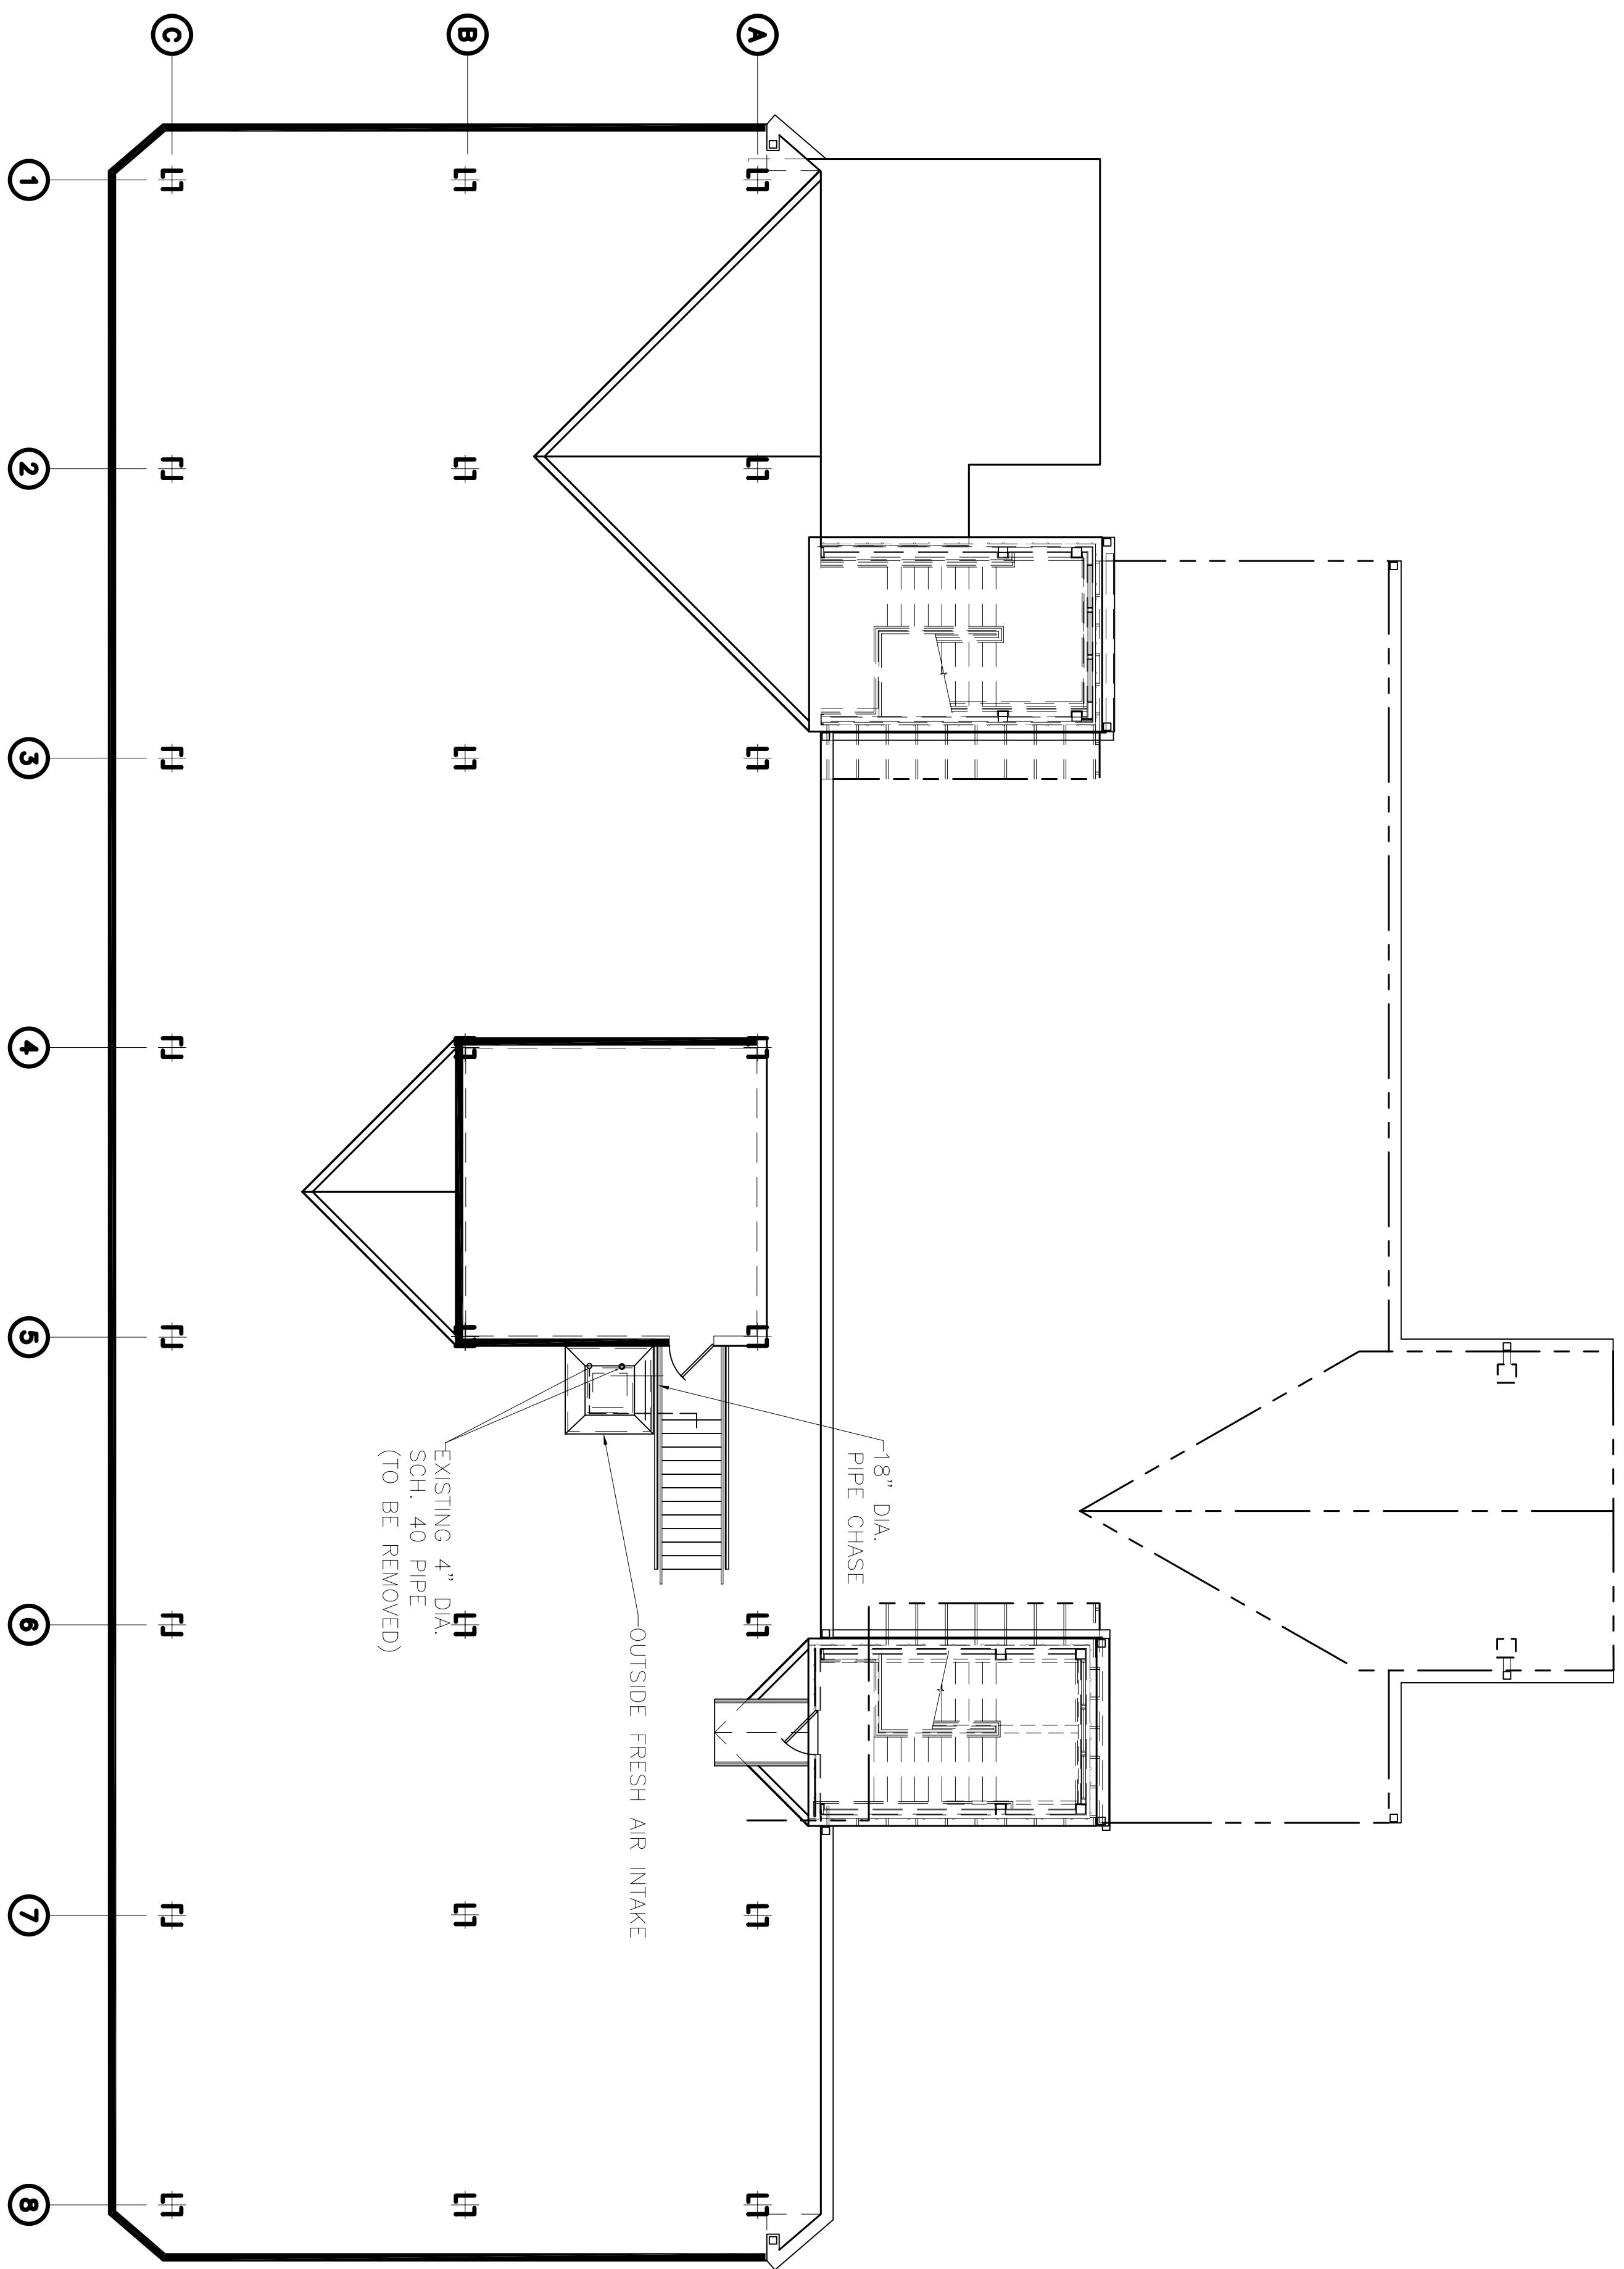 A
B
C
1
2
3
4
5
6
7
8
18" DIA.
PIPE CHASE
EXISTING 4" DIA.
SCH. 40 PIPE
(TO BE REMOVED)
OUTSIDE FRESH AIR INTAKE